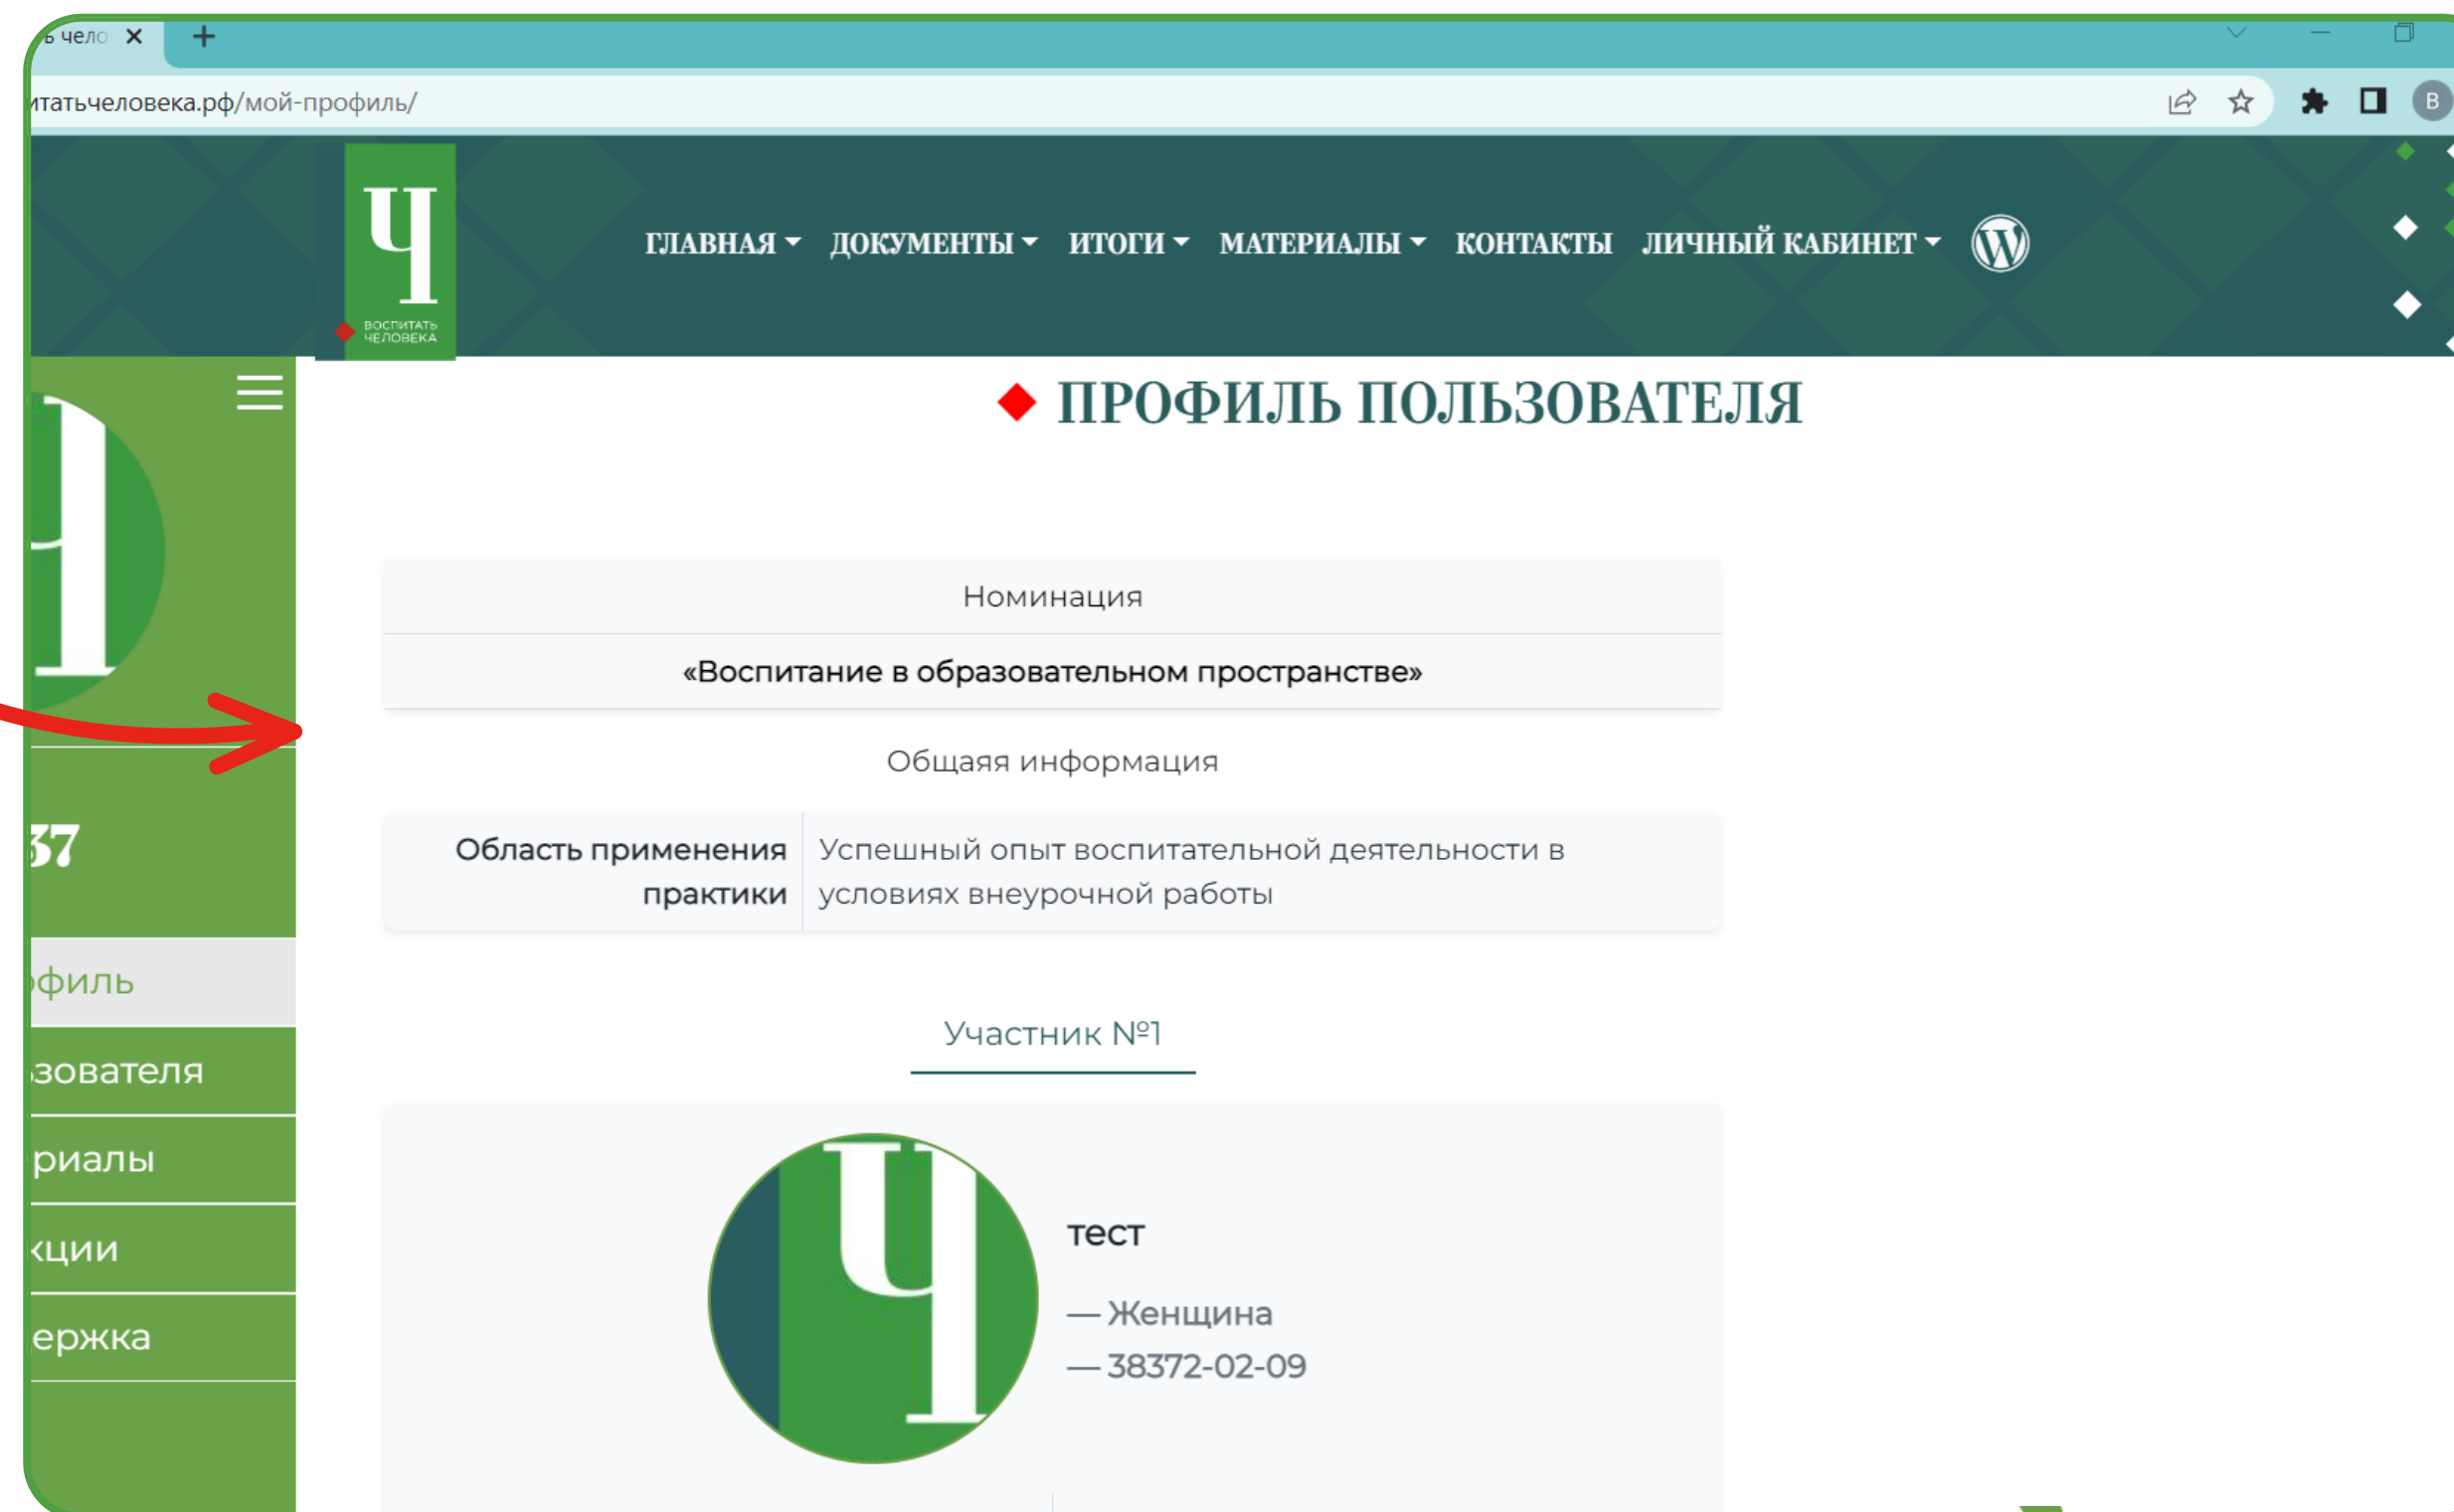 ь чело
итатьчеловека.рф/мой-профиль/
B
Ч
ВОСПИТАТЬ
ЧЕЛОВЕКА
ГЛАВНАЯ ДОКУМЕНТЫ ИТОГИ МАТЕРИАЛЫ КОНТАКТЫ ЛИЧНЫЙ КАБИНЕТ
ПРОФИЛЬ ПОЛЬЗОВАТЕЛЯ
Номинация
«Воспитание в образовательном пространстве»
Общаяя информация
Область применения практики
Успешный опыт воспитательной деятельности в
условиях внеурочной работы
37
офиль
зователя
риалы
кции
ержка
Участник №1
Ч
тест
— Женщина
— 38372-02-09